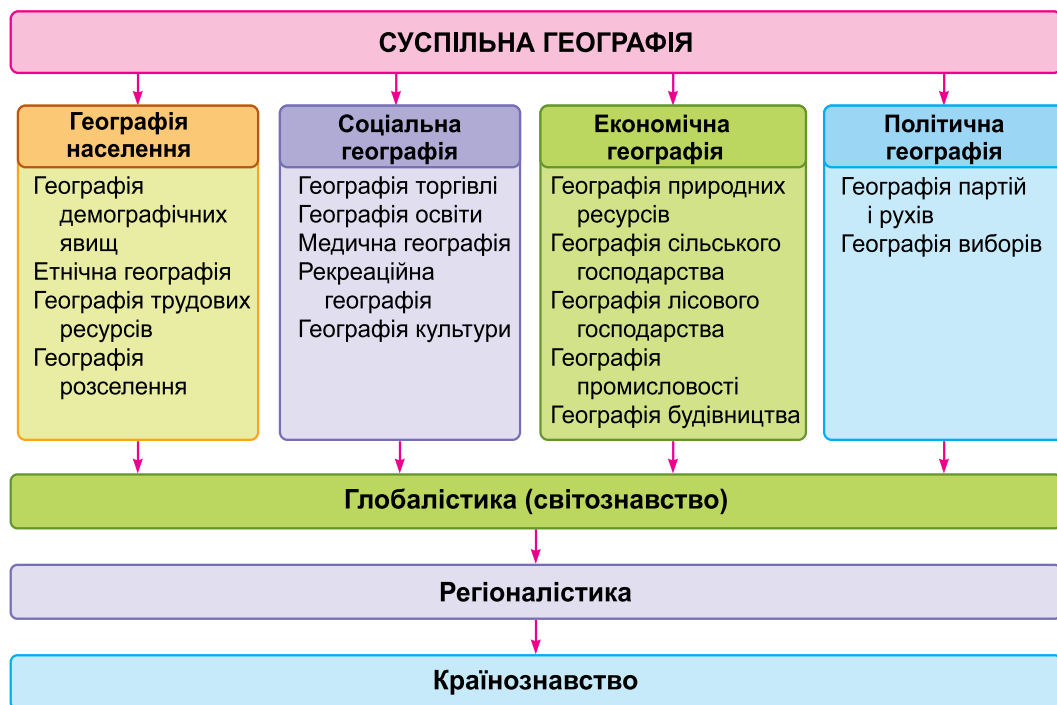 СУСПІЛЬНА ГЕОГРАФІЯ
Географія
населення
Географія
демографічних
явищ
Етнічна географія
Географія трудових
ресурсів
Географія
розселення
Соціальна
географія
Географія торгівлі
Географія освіти
Медична географія
Рекреаційна
географія
Географія культури
Економічна
географія
Географія природних
ресурсів
Географія сільського
господарства
Географія лісового
господарства
Географія
промисловості
Географія будівництва
Політична
географія
Географія партій
і рухів
Географія виборів
Глобалістика (світознавство)
Регіоналістика
Країнознавство